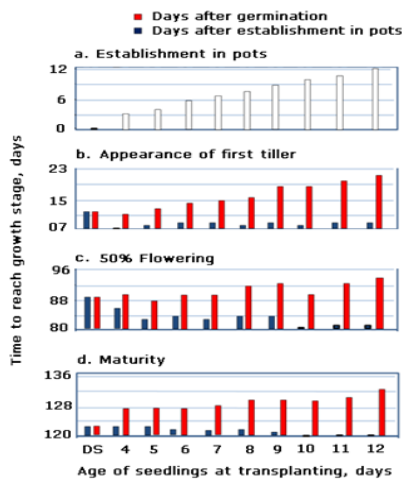 Days after germination
Days after establishment in pots
a. Establishment in pots
12
6
0
b. Appearance of first tiller
23
15
07
c. 50% Flowering
96
88
80
d. Maturity
136
128
120
DS 4 5 6 7 8 9 10 11 12
Age of seedlings at transplanting, days
Time to reach growth stage, days